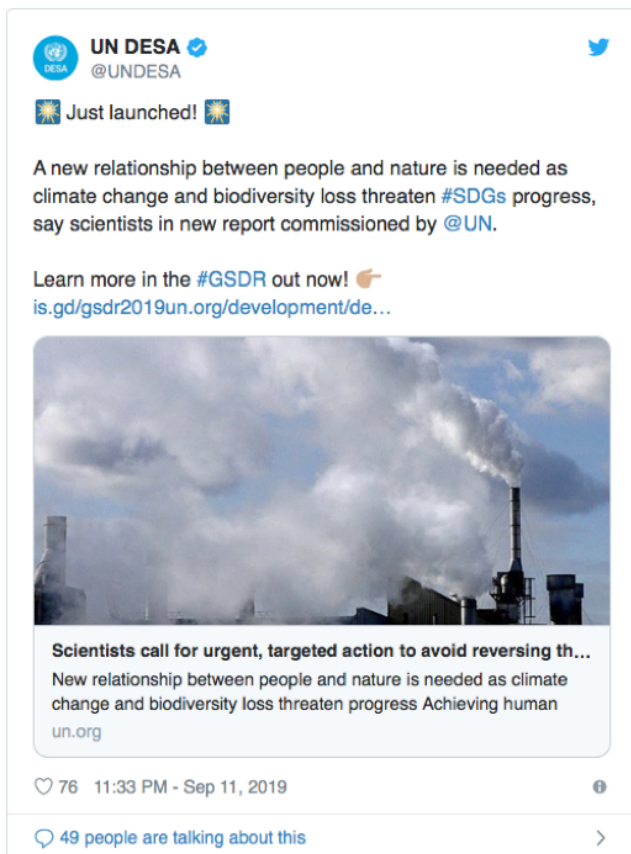 UN DESA
@UNDESA
DESA
Just launched!
A new relationship between people and nature is needed as
climate change and biodiversity loss threaten #SDGs progress,
say scientists in new report commissioned by @UN.
Learn more in the #GSDR out now!
is.gd/gsdr2019un.org/development/de…
Scientists call for urgent, targeted action to avoid reversing th...
New relationship between people and nature is needed as climate
change and biodiversity loss threaten progress Achieving human
un.org
76 11:33 PM - Sep 11, 2019
49 people are talking about this